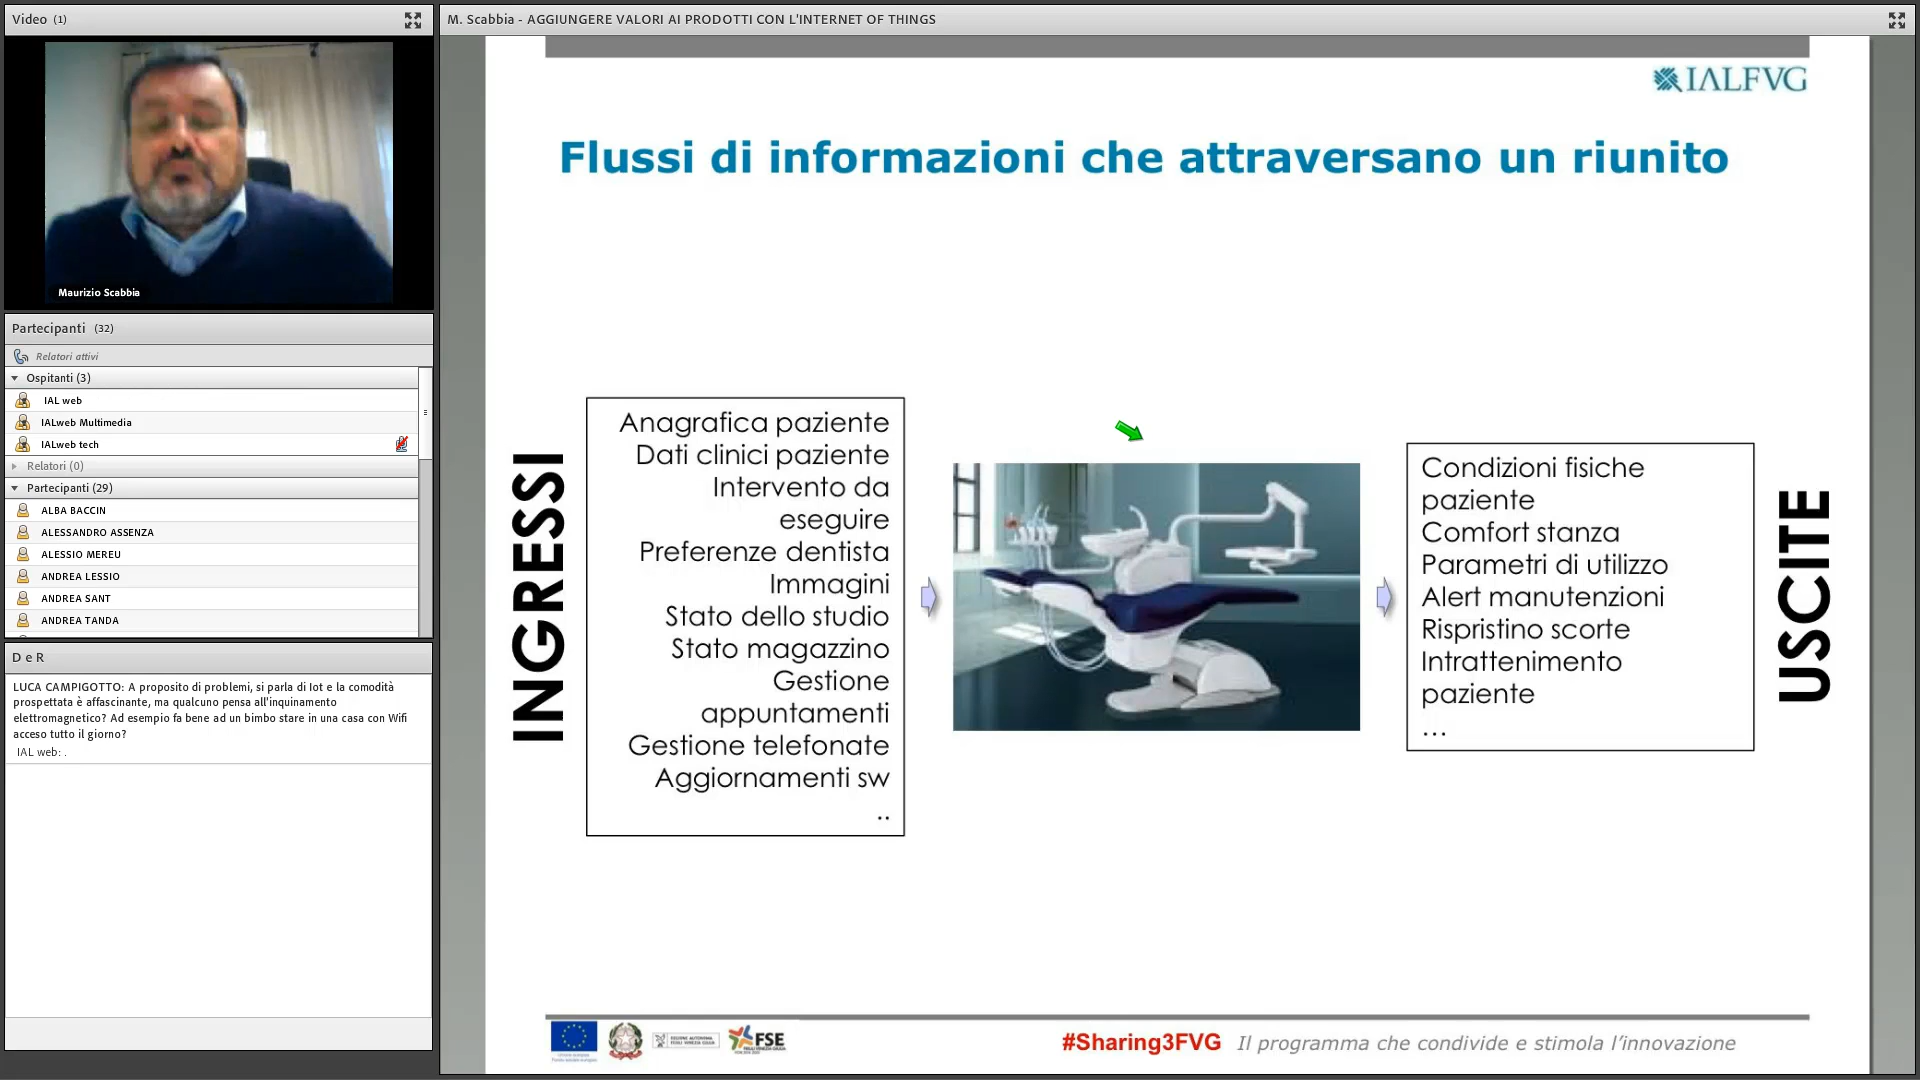 Video (1)
Maurizio Scabbia
Partecipanti (32)
Relatori attivi
Ospitanti (3)
IAL web
IALweb Multimedia
IALweb tech
Relatori (0)
Partecipanti (29)
ALBA BACCIN
ALESSANDRO ASSENZA
ALESSIO MEREU
ANDREA LESSIO
ANDREA SANT
ANDREA TANDA
D e R
LUCA CAMPIGOTTO: A proposito di problemi, si parla di Iot e la comodità
prospettata è affascinante, ma qualcuno pensa all'inquinamento
elettromagnetico? Ad esempio fa bene ad un bimbo stare in una casa con Wifi
acceso tutto il giorno?
IAL web: .
M. Scabbia - AGGIUNGERE VALORI AI PRODOTTI CON L'INTERNET OF THINGS
IALFVG
Flussi di informazioni che attraversano un riunito
INGRESSI
Anagrafica paziente
Dati clinici paziente
Intervento da
eseguire
Preferenze dentista
Immagini
Stato dello studio
Stato magazzino
Gestione
appuntamenti
Gestione telefonate
Aggiornamenti sw
..
Condizioni fisiche
paziente
Comfort stanza
Parametri di utilizzo
Alert manutenzioni
Rispristino scorte
Intrattenimento
paziente
...
USCITE
FSE
#Sharing3FVG Il programma che condivide e stimola l'innovazione